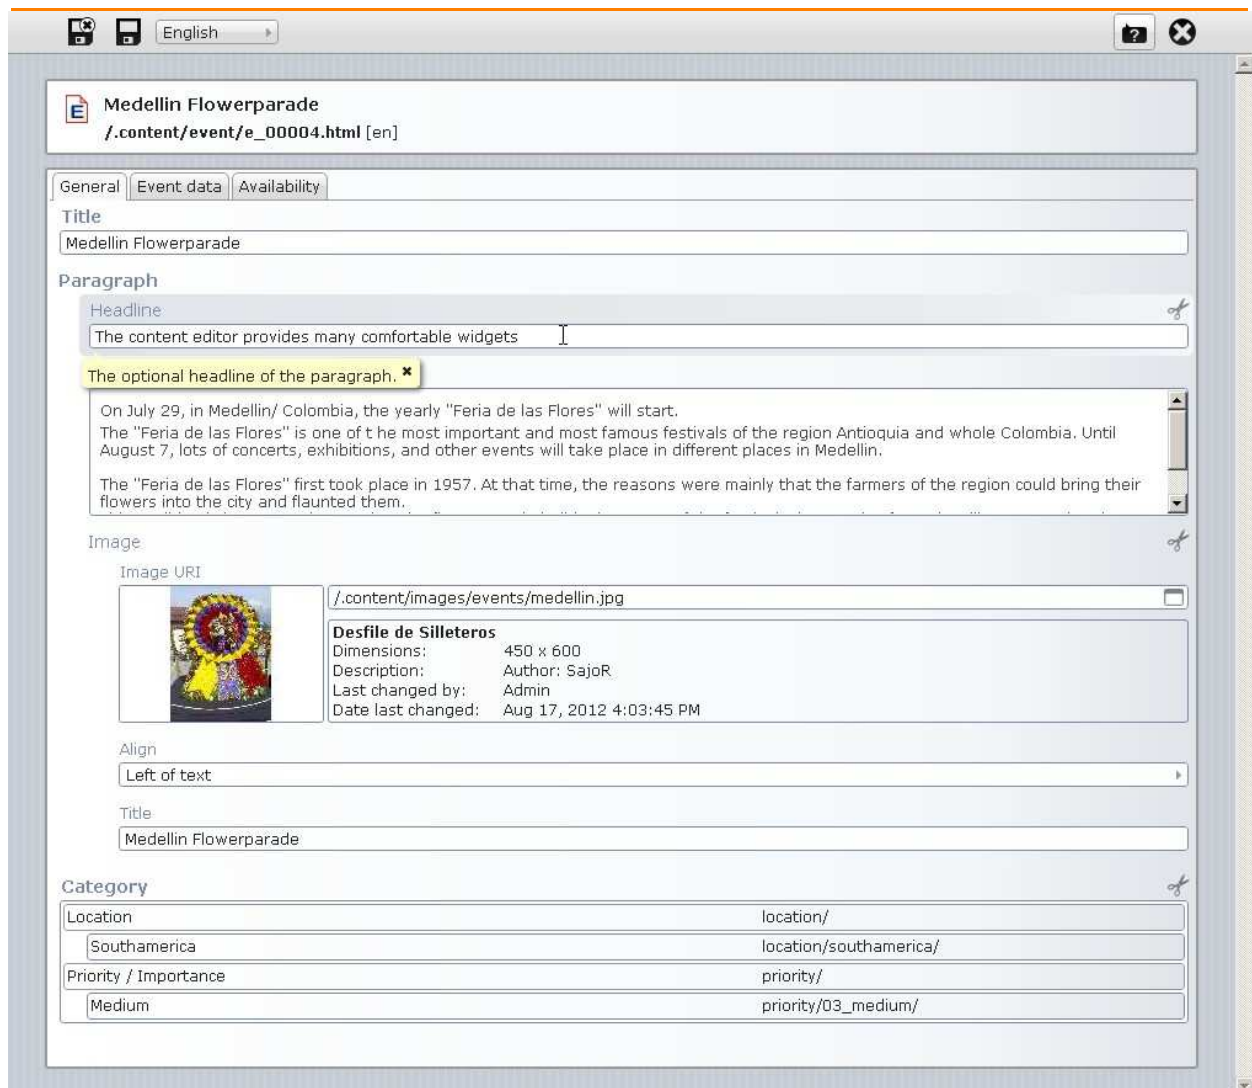 English
Medellin Flowerparade
/.content/event/e_00004.html [en]
General Event data Availability
Title
Medellin Flowerparade
Paragraph
Headline
The content editor provides many comfortable widgets
The optional headline of the paragraph.
On July 29, in Medellin/ Colombia, the yearly "Feria de las Flores" will start.
The "Feria de las Flores" is one of t he most important and most famous festivals of the region Antioquia and whole Colombia. Until
August 7, lots of concerts, exhibitions, and other events will take place in different places in Medellin.
The "Feria de las Flores" first took place in 1957. At that time, the reasons were mainly that the farmers of the region could bring their
flowers into the city and flaunted them.
Image
Image URI
/.content/images/events/medellin.jpg
Desfile de Silleteros
Dimensions: 450 x 600
Description: Author: SajoR
Last changed by: Admin
Date last changed: Aug 17, 2012 4:03:45 PM
Align
Left of text
Title
Medellin Flowerparade
Category
Location location/
Southamerica location/southamerica/
Priority / Importance priority/
Medium priority/03_medium/